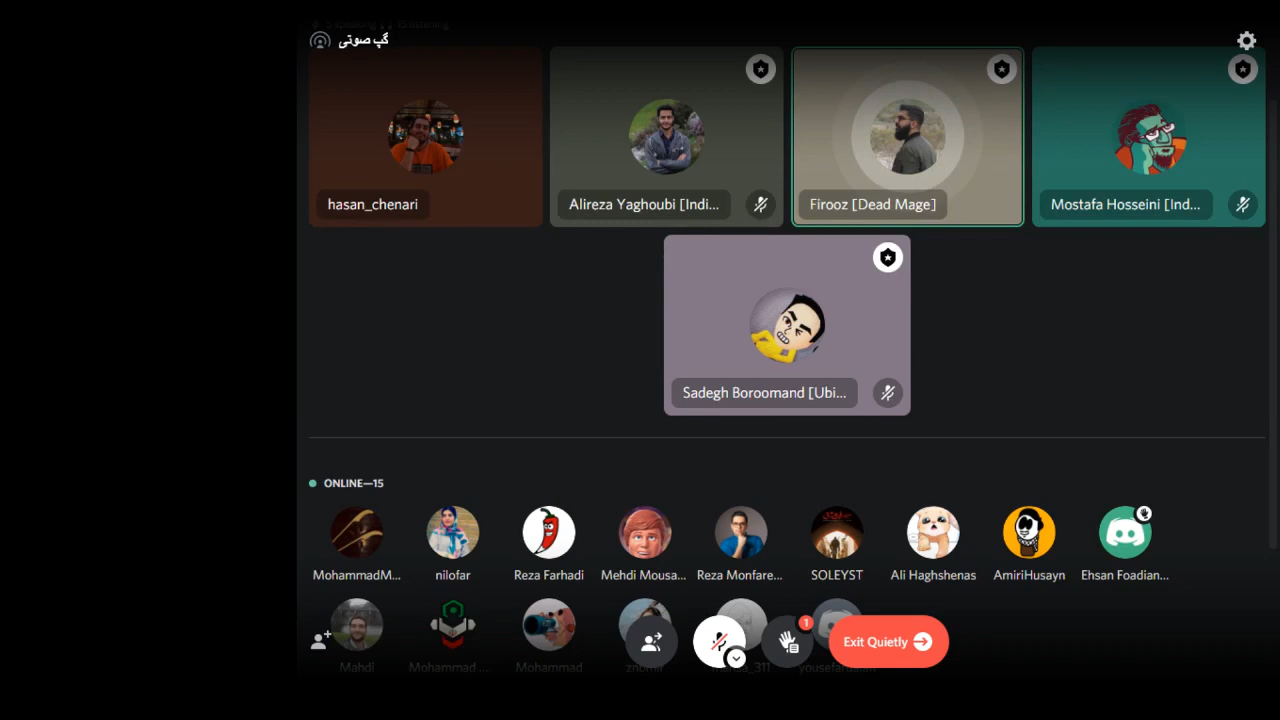 گپ صوتی
hasan_chenari
Alireza Yaghoubi [Indi...
Firooz [Dead Mage]
Mostafa Hosseini [Ind...
Sadegh Boroomand [Ubi...
ONLINE—15
MohammadM...
nilofar
Reza Farhadi
Mehdi Mousa...
Reza Monfare...
SOLEYST
Ali Haghshenas
AmiriHusayn
Ehsan Foadian...
1
Exit Quietly
Mahdi
Mohammad ...
Mohammad